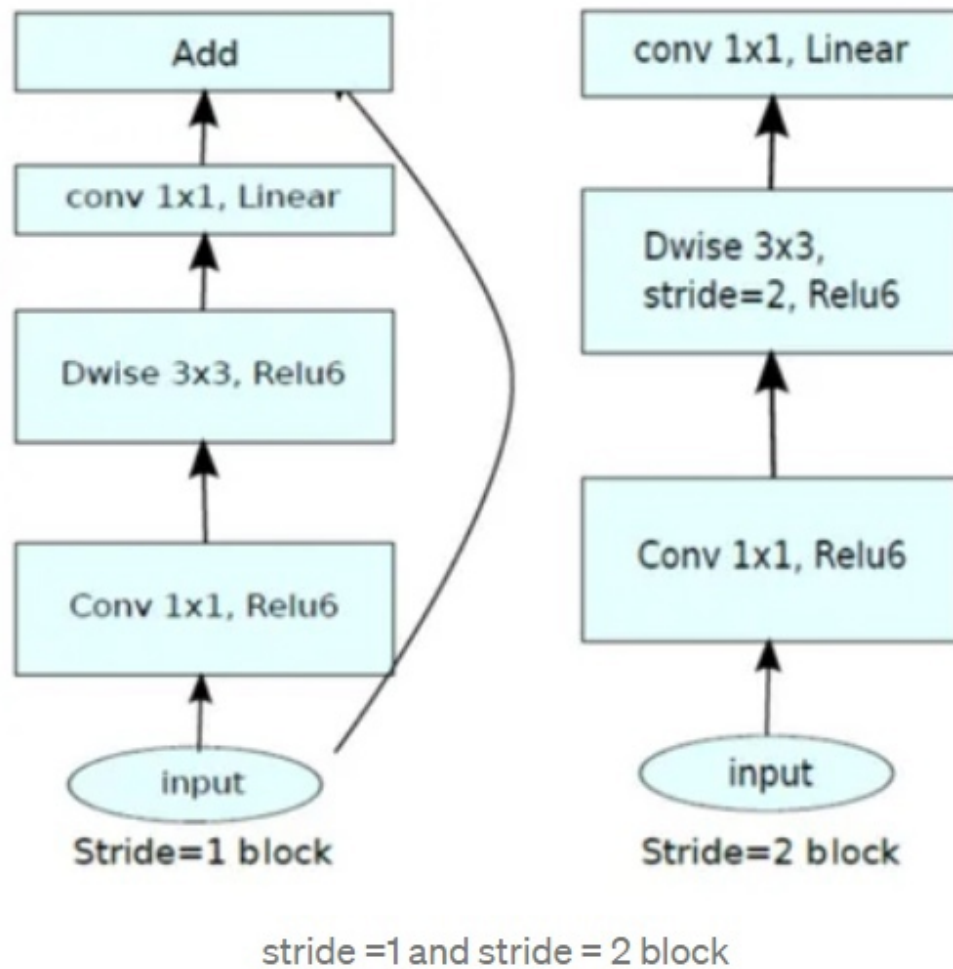 Add
conv 1x1, Linear
Dwise 3x3, Relu6
Conv 1x1, Relu6
input
Stride=1 block
conv 1x1, Linear
Dwise 3x3,
stride=2, Relu6
Conv 1x1, Relu6
input
Stride=2 block
stride =1 and stride = 2 block